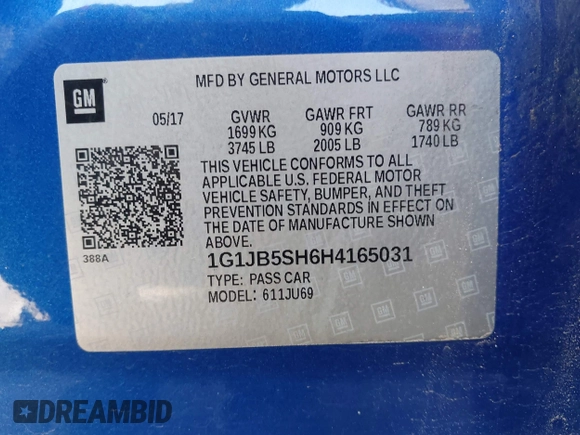 GM
MFD BY GENERAL MOTORS LLC
05/17 GVWR GAWR FRT GAWR RR
1699 KG 909 KG 789 KG
3745 LB 2005 LB 1740 LB
THIS VEHICLE CONFORMS TO ALL
APPLICABLE U.S. FEDERAL MOTOR
VEHICLE SAFETY, BUMPER, AND THEFT
PREVENTION STANDARDS IN EFFECT ON
THE DATE OF MANUFACTURE SHOWN
ABOVE.
388A
1G1JB5SH6H4165031
TYPE: PASS CAR
MODEL: 611JU69
DREAMBID